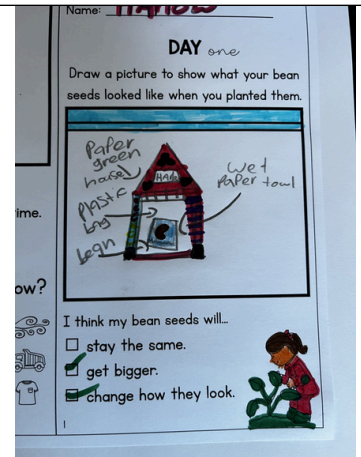 Name: Harlow
DAY one
Draw a picture to show what your bean
seeds looked like when you planted them.
Paper
green
house
Plastic
bag
bean
wet
Paper towl
ime.
ow?
I think my bean seeds will...
stay the same.
get bigger.
change how they look.
1